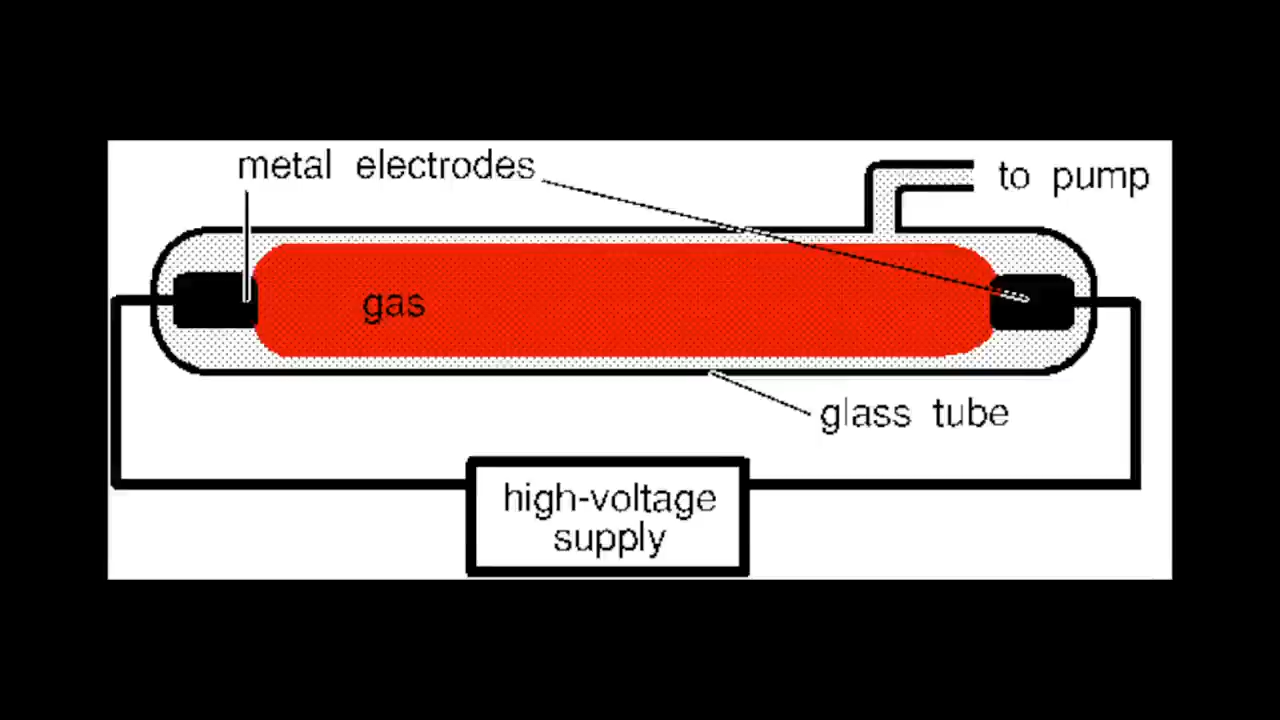 metal electrodes
to pump
gas
glass tube
high-voltage
supply